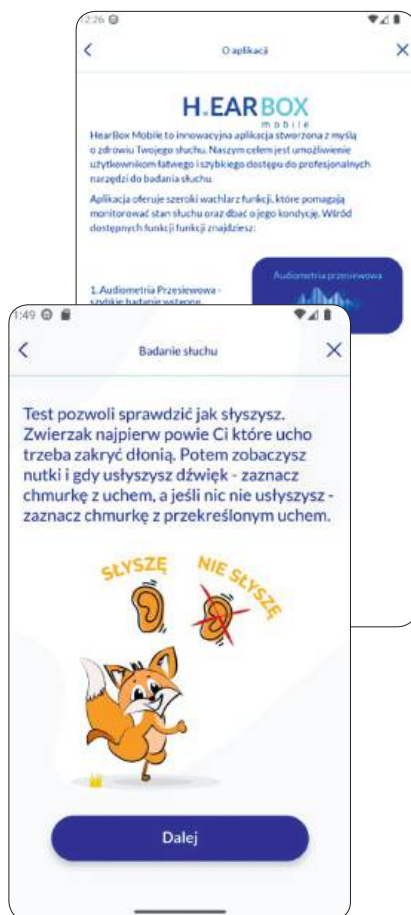 12:26
O aplikacji
H.EARBOX
mobile
HearBox Mobile to innowacyjna aplikacja stworzona z myślą
o zdrowiu Twojego słuchu. Naszym celem jest umożliwienie
użytkownikom łatwego i szybkiego dostępu do profesjonalnych
narzędzi do badania słuchu.
Aplikacja oferuje szeroki wachlarz funkcji, które pomagają
monitorować stan słuchu oraz dbać o jego kondycję. Wśród
dostępnych funkcji funkcji znajdziesz:
1. Audiometria Przesiewowa -
szybkie badanie wstępne
Audiometria przesiewowa
1:49
Badanie słuchu
Test pozwoli sprawdzić jak słyszysz.
Zwierzak najpierw powie Ci które ucho
trzeba zakryć dłonią. Potem zobaczysz
nutki i gdy usłyszysz dźwięk - zaznacz
chmurkę z uchem, a jeśli nic nie usłyszysz -
zaznacz chmurkę z przekreślonym uchem.
SŁYSZĘ
NIE SŁYSZĘ
Dalej